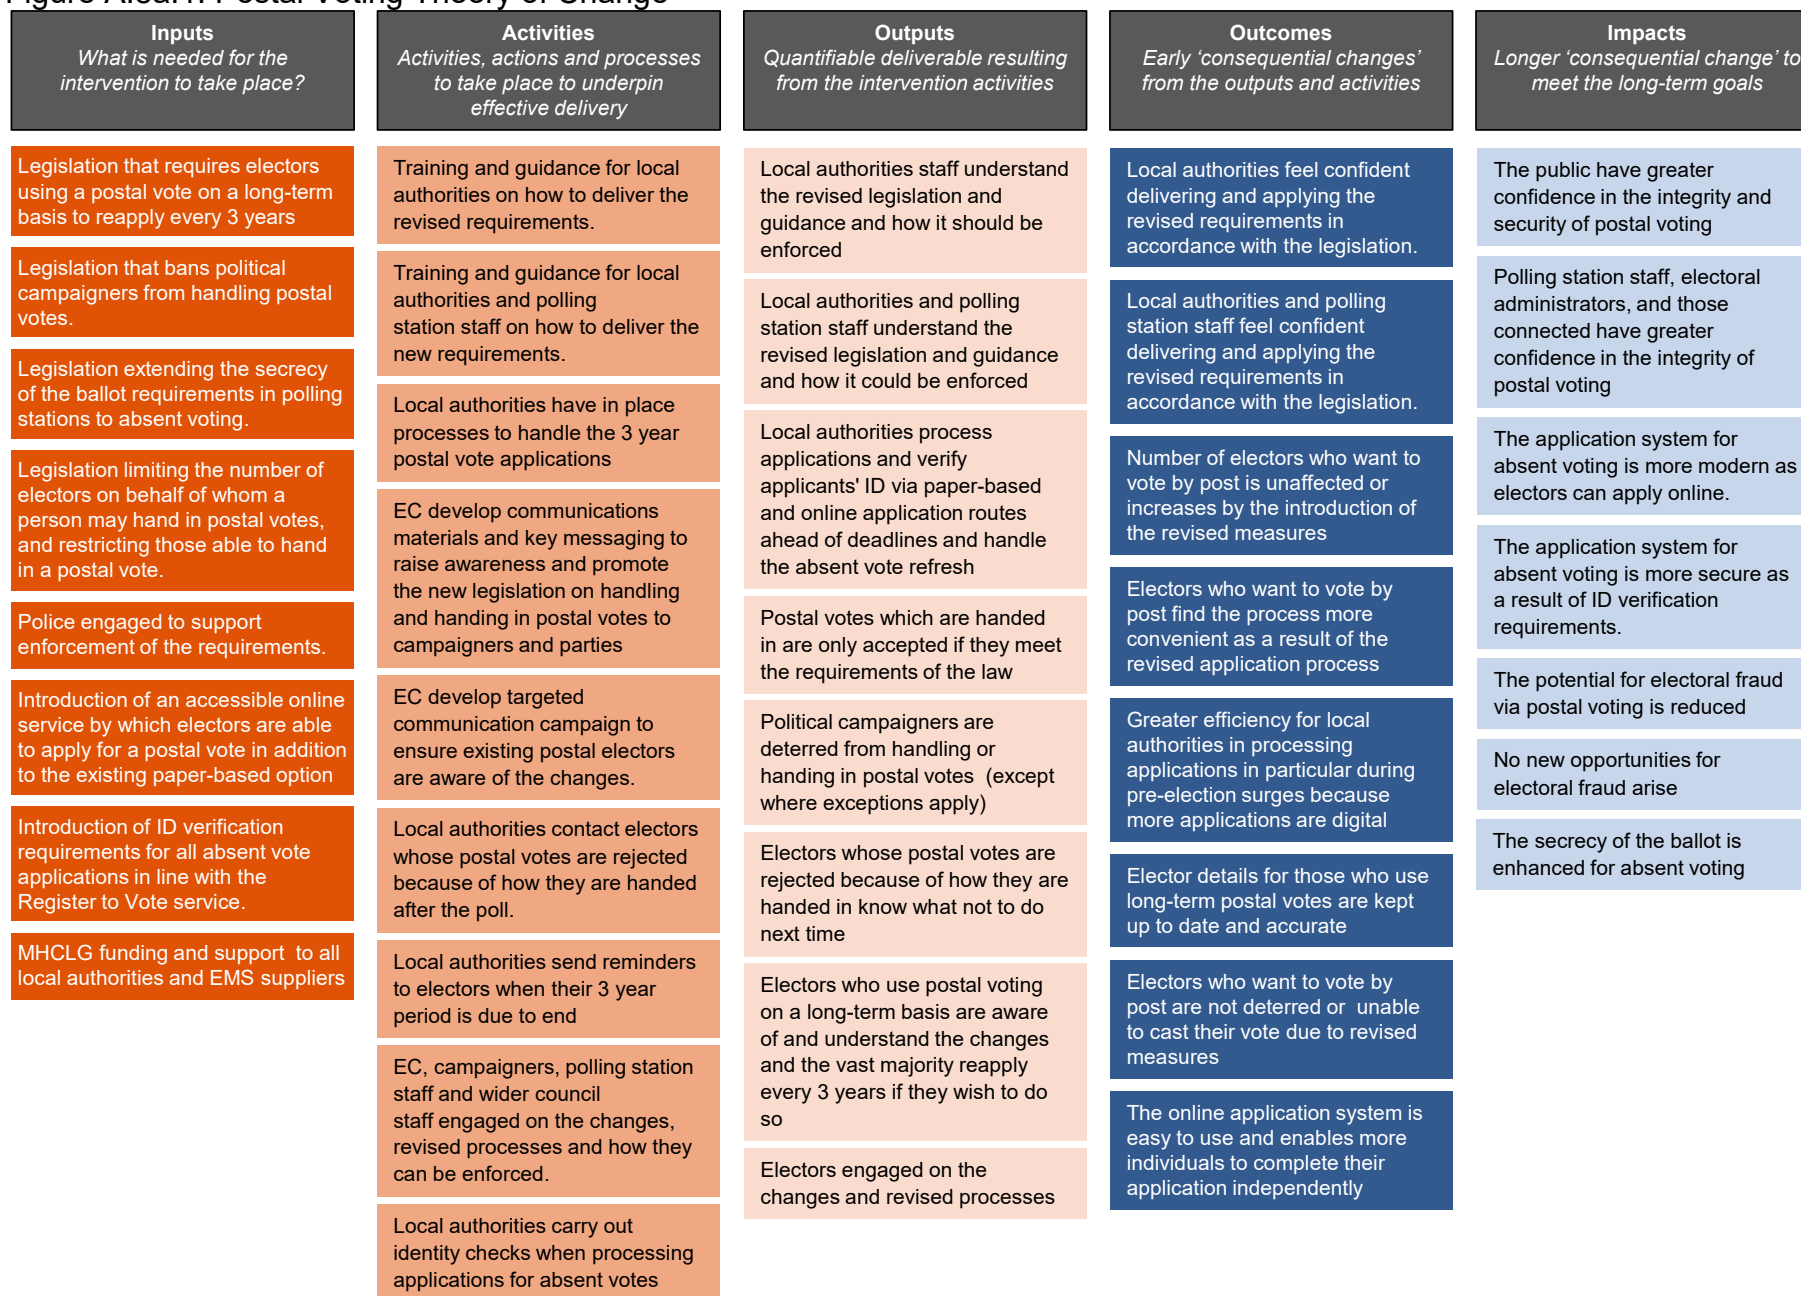 Postal Voting Theory of Change
Inputs
What is needed for the
intervention to take place?
Legislation that requires electors
using a postal vote on a long-term
basis to reapply every 3 years
Legislation that bans political
campaigners from handling postal
votes.
Legislation extending the secrecy
of the ballot requirements in polling
stations to absent voting.
Legislation limiting the number of
electors on behalf of whom a
person may hand in postal votes,
and restricting those able to hand
in a postal vote.
Police engaged to support
enforcement of the requirements.
Introduction of an accessible online
service by which electors are able
to apply for a postal vote in addition
to the existing paper-based option
Introduction of ID verification
requirements for all absent vote
applications in line with the
Register to Vote service.
MHCLG funding and support to all
local authorities and EMS suppliers
Activities
Activities, actions and processes
to take place to underpin
effective delivery
Training and guidance for local
authorities on how to deliver the
revised requirements.
Training and guidance for local
authorities and polling
station staff on how to deliver the
new requirements.
Local authorities have in place
processes to handle the 3 year
postal vote applications
EC develop communications
materials and key messaging to
raise awareness and promote
the new legislation on handling
and handing in postal votes to
campaigners and parties
EC develop targeted
communication campaign to
ensure existing postal electors
are aware of the changes.
Local authorities contact electors
whose postal votes are rejected
because of how they are handed
after the poll.
Local authorities send reminders
to electors when their 3 year
period is due to end
EC, campaigners, polling station
staff and wider council
staff engaged on the changes,
revised processes and how they
can be enforced.
Local authorities carry out
identity checks when processing
applications for absent votes
Outputs
Quantifiable deliverable resulting
from the intervention activities
Local authorities staff understand
the revised legislation and
guidance and how it should be
enforced
Local authorities and polling
station staff understand the
revised legislation and guidance
and how it could be enforced
Local authorities process
applications and verify
applicants' ID via paper-based
and online application routes
ahead of deadlines and handle
the absent vote refresh
Postal votes which are handed
in are only accepted if they meet
the requirements of the law
Political campaigners are
deterred from handling or
handing in postal votes (except
where exceptions apply)
Electors whose postal votes are
rejected because of how they are
handed in know what not to do
next time
Electors who use postal voting
on a long-term basis are aware
of and understand the changes
and the vast majority reapply
every 3 years if they wish to do
so
Electors engaged on the
changes and revised processes
Outcomes
Early ‘consequential changes’
from the outputs and activities
Local authorities feel confident
delivering and applying the
revised requirements in
accordance with the legislation.
Local authorities and polling
station staff feel confident
delivering and applying the
revised requirements in
accordance with the legislation.
Number of electors who want to
vote by post is unaffected or
increases by the introduction of
the revised measures
Electors who want to vote by
post find the process more
convenient as a result of the
revised application process
Greater efficiency for local
authorities in processing
applications in particular during
pre-election surges because
more applications are digital
Elector details for those who use
long-term postal votes are kept
up to date and accurate
Electors who want to vote by
post are not deterred or unable
to cast their vote due to revised
measures
The online application system is
easy to use and enables more
individuals to complete their
application independently
Impacts
Longer ‘consequential change’ to
meet the long-term goals
The public have greater
confidence in the integrity and
security of postal voting
Polling station staff, electoral
administrators, and those
connected have greater
confidence in the integrity of
postal voting
The application system for
absent voting is more modern as
electors can apply online.
The application system for
absent voting is more secure as
a result of ID verification
requirements.
The potential for electoral fraud
via postal voting is reduced
No new opportunities for
electoral fraud arise
The secrecy of the ballot is
enhanced for absent voting